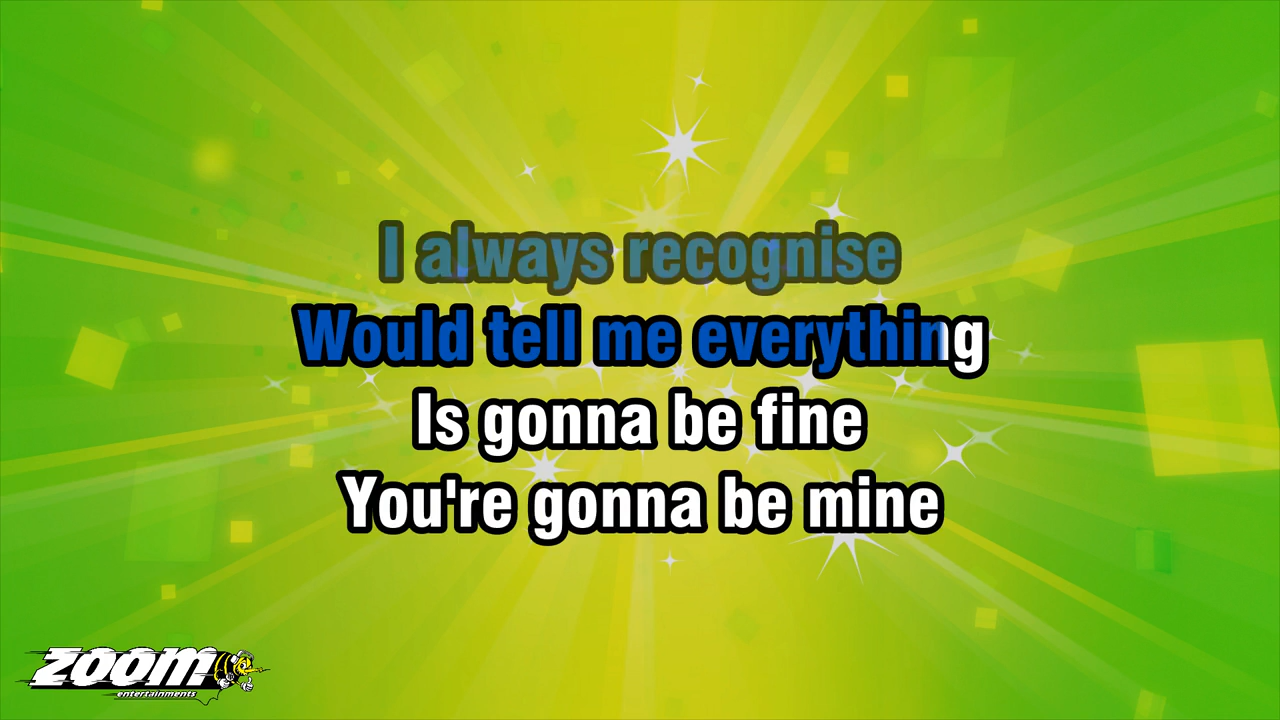 I always recognise
Would tell me everything
Is gonna be fine
You're gonna be mine
ZOOM
entertainments